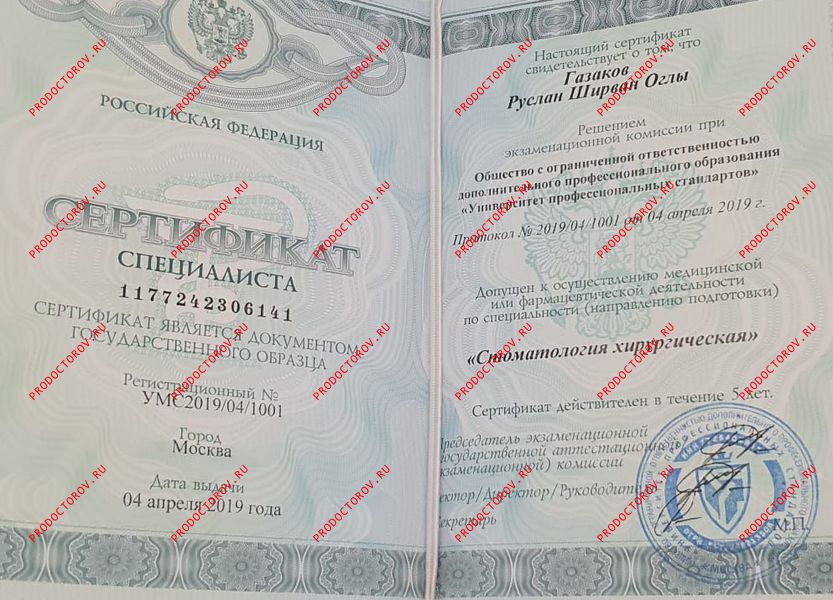 РОССИЙСКАЯ ФЕДЕРАЦИЯ
СЕРТИФИКАТ
СПЕЦИАЛИСТА
1177242306141
СЕРТИФИКАТ ЯВЛЯЕТСЯ ДОКУМЕНТОМ
ГОСУДАРСТВЕННОГО ОБРАЗЦА
Регистрационный №
УМС2019/04/1001
Город
Москва
Дата выдачи
04 апреля 2019 года
Настоящий сертификат
свидетельствует о том, что
Газаков
Руслан Ширван Оглы
Решением
экзаменационной комиссии при
Общество с ограниченной ответственностью
дополнительного профессионального образования
«Университет профессиональных стандартов»
Протокол № 2019/04/1001 от 04 апреля 2019 г.
Допущен к осуществлению медицинской
или фармацевтической деятельности
по специальности (направлению подготовки)
«Стоматология хирургическая»
Сертификат действителен в течение 5 лет.
Председатель экзаменационной
(государственной аттестационной,
экзаменационной) комиссии
Ректор/Директор/Руководитель
Секретарь
М.П.
PRODOCTOROV.RU